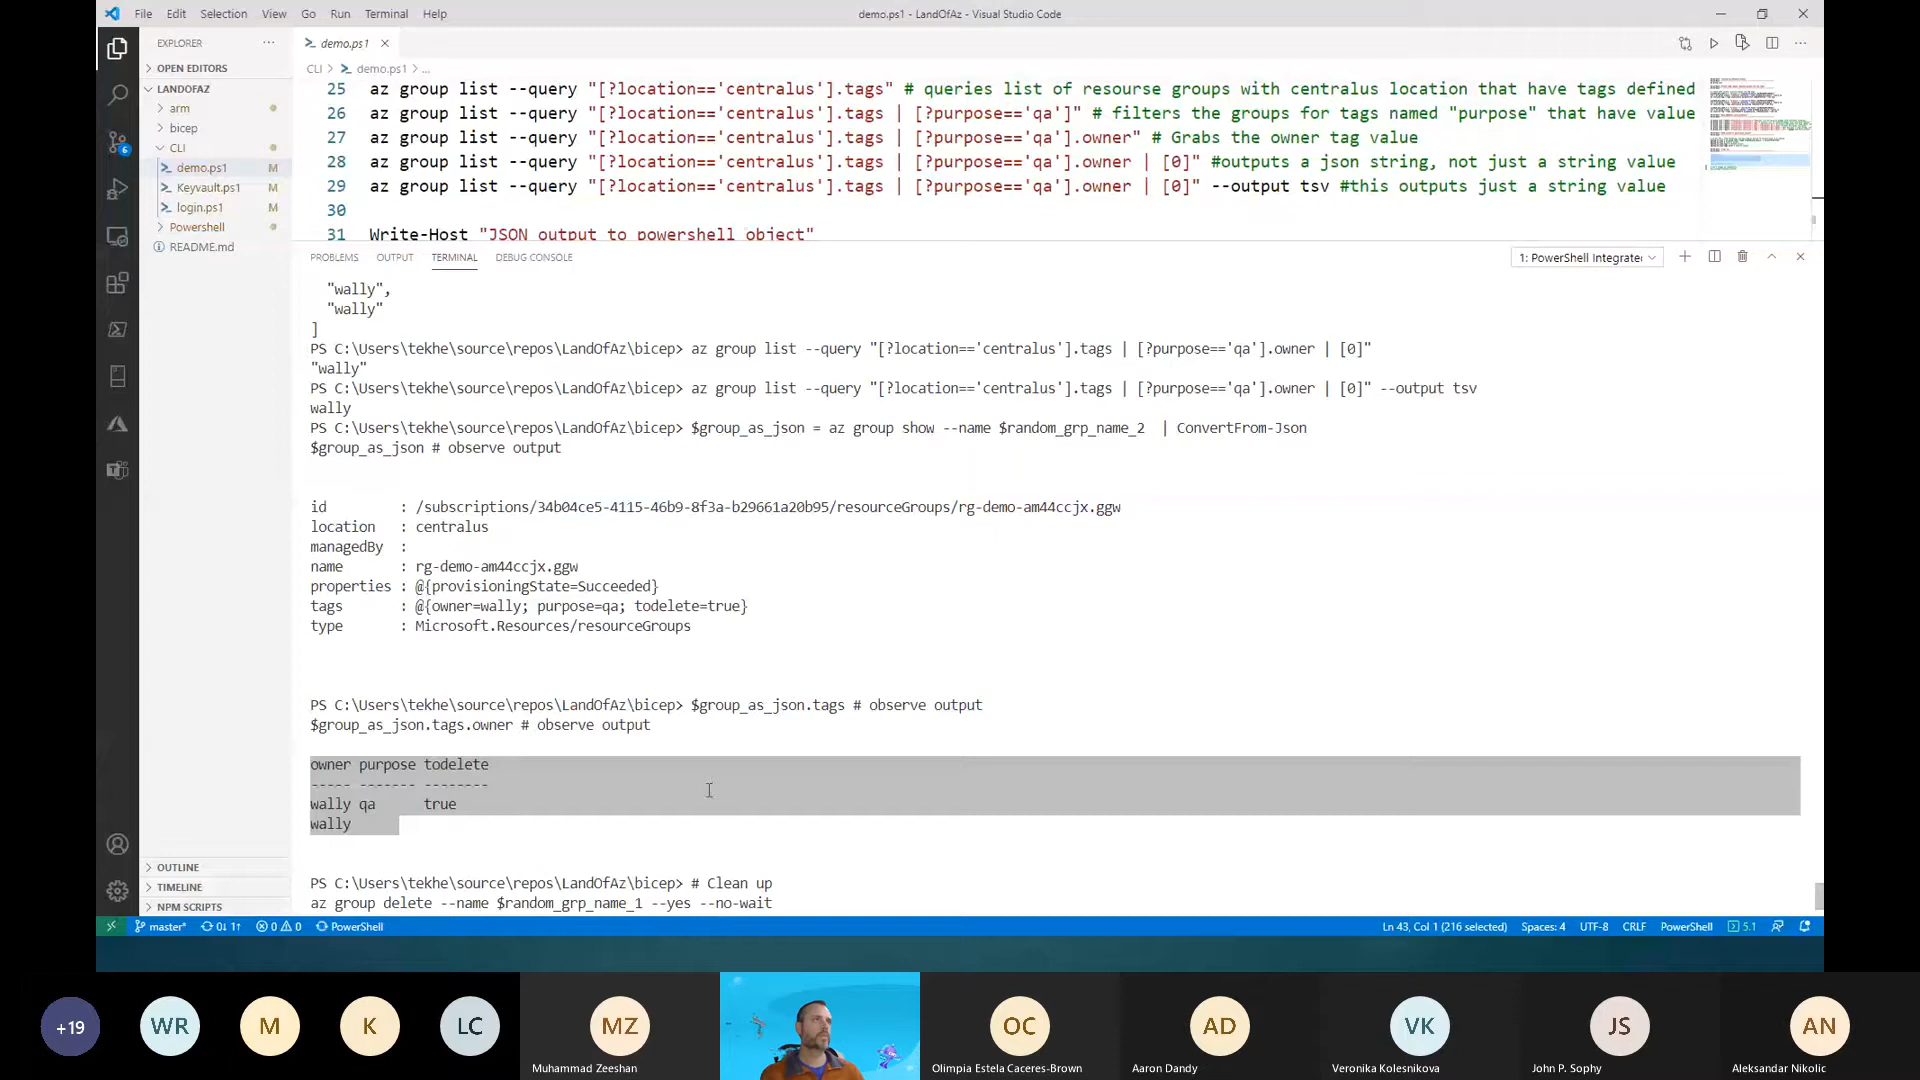 File Edit Selection View Go Run Terminal Help
demo.ps1 - LandOfAz - Visual Studio Code
EXPLORER
demo.ps1
OPEN EDITORS
CLI > demo.ps1 > ...
LANDOFAZ
arm
bicep
CLI
demo.ps1 M
Keyvault.ps1 M
login.ps1 M
Powershell
README.md
25 az group list --query "[?location=='centralus'].tags" # queries list of resourse groups with centralus location that have tags defined
26 az group list --query "[?location=='centralus'].tags | [?purpose=='qa']" # filters the groups for tags named "purpose" that have value
27 az group list --query "[?location=='centralus'].tags | [?purpose=='qa'].owner" # Grabs the owner tag value
28 az group list --query "[?location=='centralus'].tags | [?purpose=='qa'].owner | [0]" #outputs a json string, not just a string value
29 az group list --query "[?location=='centralus'].tags | [?purpose=='qa'].owner | [0]" --output tsv #this outputs just a string value
30
31 Write-Host "JSON output to powershell object"
PROBLEMS OUTPUT TERMINAL DEBUG CONSOLE
1: PowerShell Integrate
"wally",
"wally"
]
PS C:\Users\tekhe\source\repos\LandOfAz\bicep> az group list --query "[?location=='centralus'].tags | [?purpose=='qa'].owner | [0]"
"wally"
PS C:\Users\tekhe\source\repos\LandOfAz\bicep> az group list --query "[?location=='centralus'].tags | [?purpose=='qa'].owner | [0]" --output tsv
wally
PS C:\Users\tekhe\source\repos\LandOfAz\bicep> $group_as_json = az group show --name $random_grp_name_2 | ConvertFrom-Json
$group_as_json # observe output
id : /subscriptions/34b04ce5-4115-46b9-8f3a-b29661a20b95/resourceGroups/rg-demo-am44ccjx.ggw
location : centralus
managedBy :
name : rg-demo-am44ccjx.ggw
properties : @{provisioningState=Succeeded}
tags : @{owner=wally; purpose=qa; todelete=true}
type : Microsoft.Resources/resourceGroups
PS C:\Users\tekhe\source\repos\LandOfAz\bicep> $group_as_json.tags # observe output
$group_as_json.tags.owner # observe output
owner purpose todelete
----- ------- --------
wally qa true
wally
PS C:\Users\tekhe\source\repos\LandOfAz\bicep> # Clean up
az group delete --name $random_grp_name_1 --yes --no-wait
OUTLINE
TIMELINE
NPM SCRIPTS
6
master* 0↓ 1↑ 0 0 PowerShell
Ln 43, Col 1 (216 selected) Spaces: 4 UTF-8 CRLF PowerShell 5.1
+19 WR M K LC MZ OC AD VK JS AN
Muhammad Zeeshan Olimpia Estela Caceres-Brown Aaron Dandy Veronika Kolesnikova John P. Sophy Aleksandar Nikolic